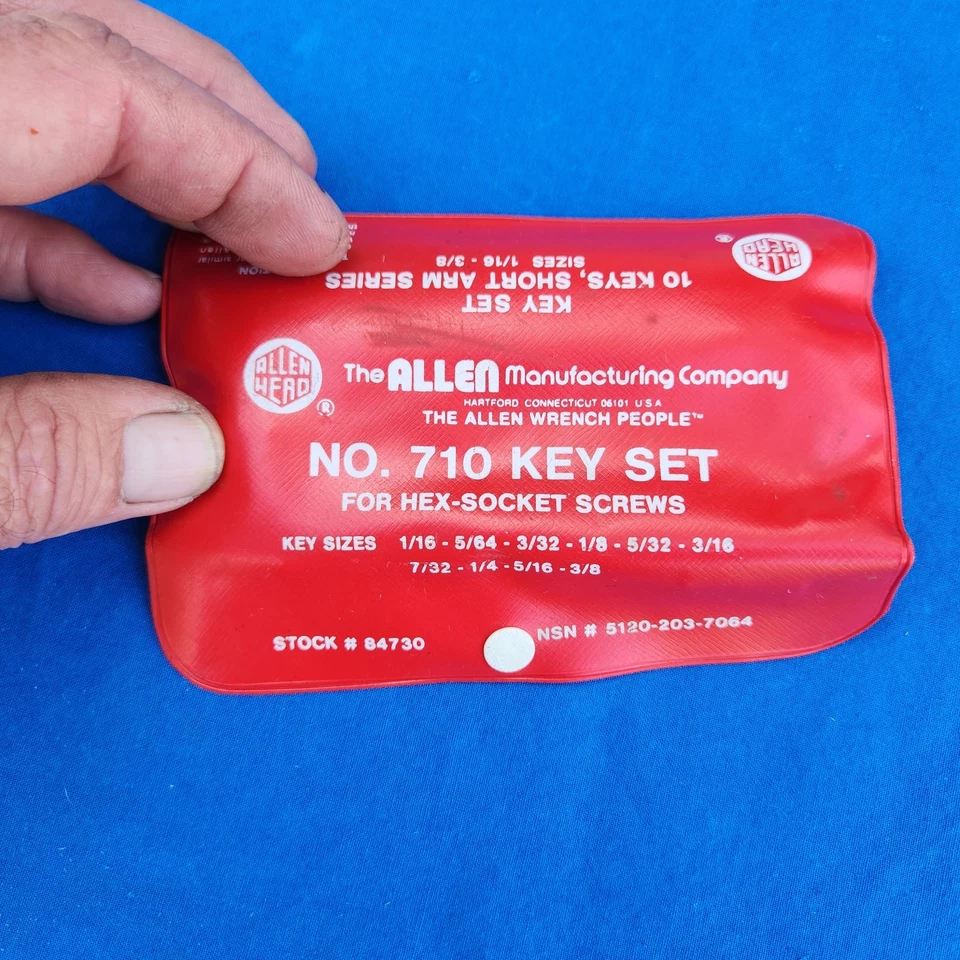 KEY SET
10 KEYS, SHORT ARM SERIES
SIZES 1/16 - 3/8
ALLEN
HEAD
®
ALLEN
HEAD
®
The ALLEN Manufacturing Company
HARTFORD CONNECTICUT 06101 U S A
THE ALLEN WRENCH PEOPLE™
NO. 710 KEY SET
FOR HEX-SOCKET SCREWS
KEY SIZES 1/16 - 5/64 - 3/32 - 1/8 - 5/32 - 3/16
7/32 - 1/4 - 5/16 - 3/8
STOCK # 84730
NSN # 5120-203-7064